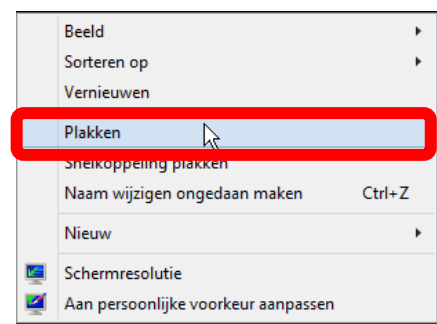 Beeld
Sorteren op
Vernieuwen
Plakken
Snelkoppeling plakken
Naam wijzigen ongedaan maken Ctrl+Z
Nieuw
Schermresolutie
Aan persoonlijke voorkeur aanpassen